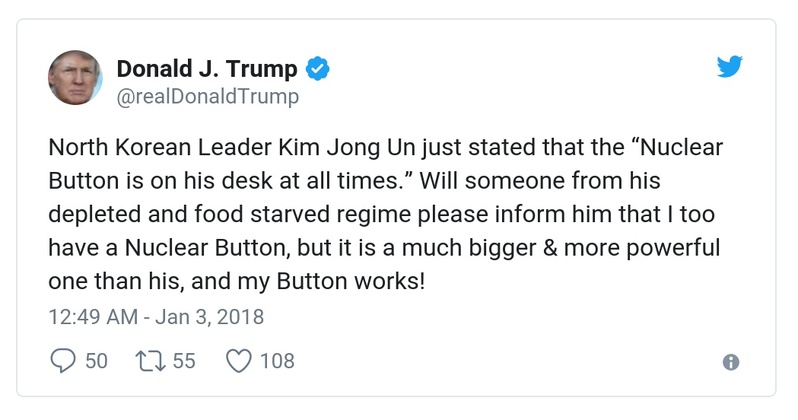 Donald J. Trump
@realDonaldTrump
North Korean Leader Kim Jong Un just stated that the “Nuclear
Button is on his desk at all times.” Will someone from his
depleted and food starved regime please inform him that I too
have a Nuclear Button, but it is a much bigger & more powerful
one than his, and my Button works!
12:49 AM - Jan 3, 2018
50 55 108